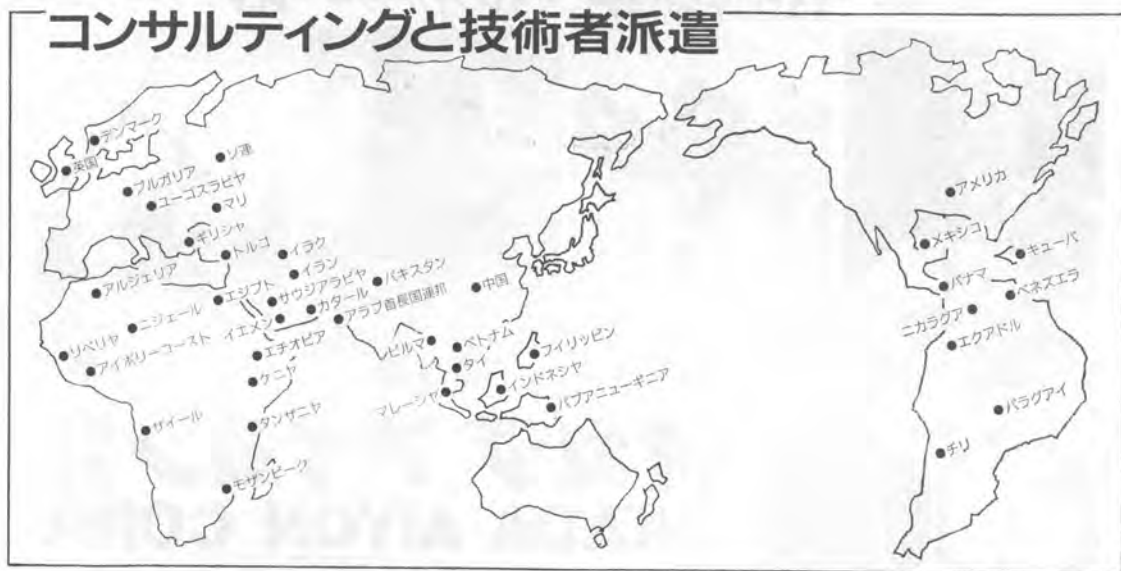 コンサルティングと技術者派遣
デンマーク
英国
ソ連
ブルガリア
ユーゴスラビヤ
マリ
ギリシャ
トルコ
イラク
イラン
パキスタン
中国
アルジェリア
エジプト
サウジアラビヤ
カタール
アラブ首長国連邦
イエメン
ニジェール
リベリヤ
アイボリーコースト
エチオピア
ケニヤ
ザイール
タンザニヤ
モザンビーク
ビルマ
ベトナム
タイ
フィリッピン
マレーシャ
インドネシヤ
パプアニューギニア
アメリカ
メキシコ
キューバ
パナマ
ベネズエラ
ニカラグア
エクアドル
パラグアイ
チリ